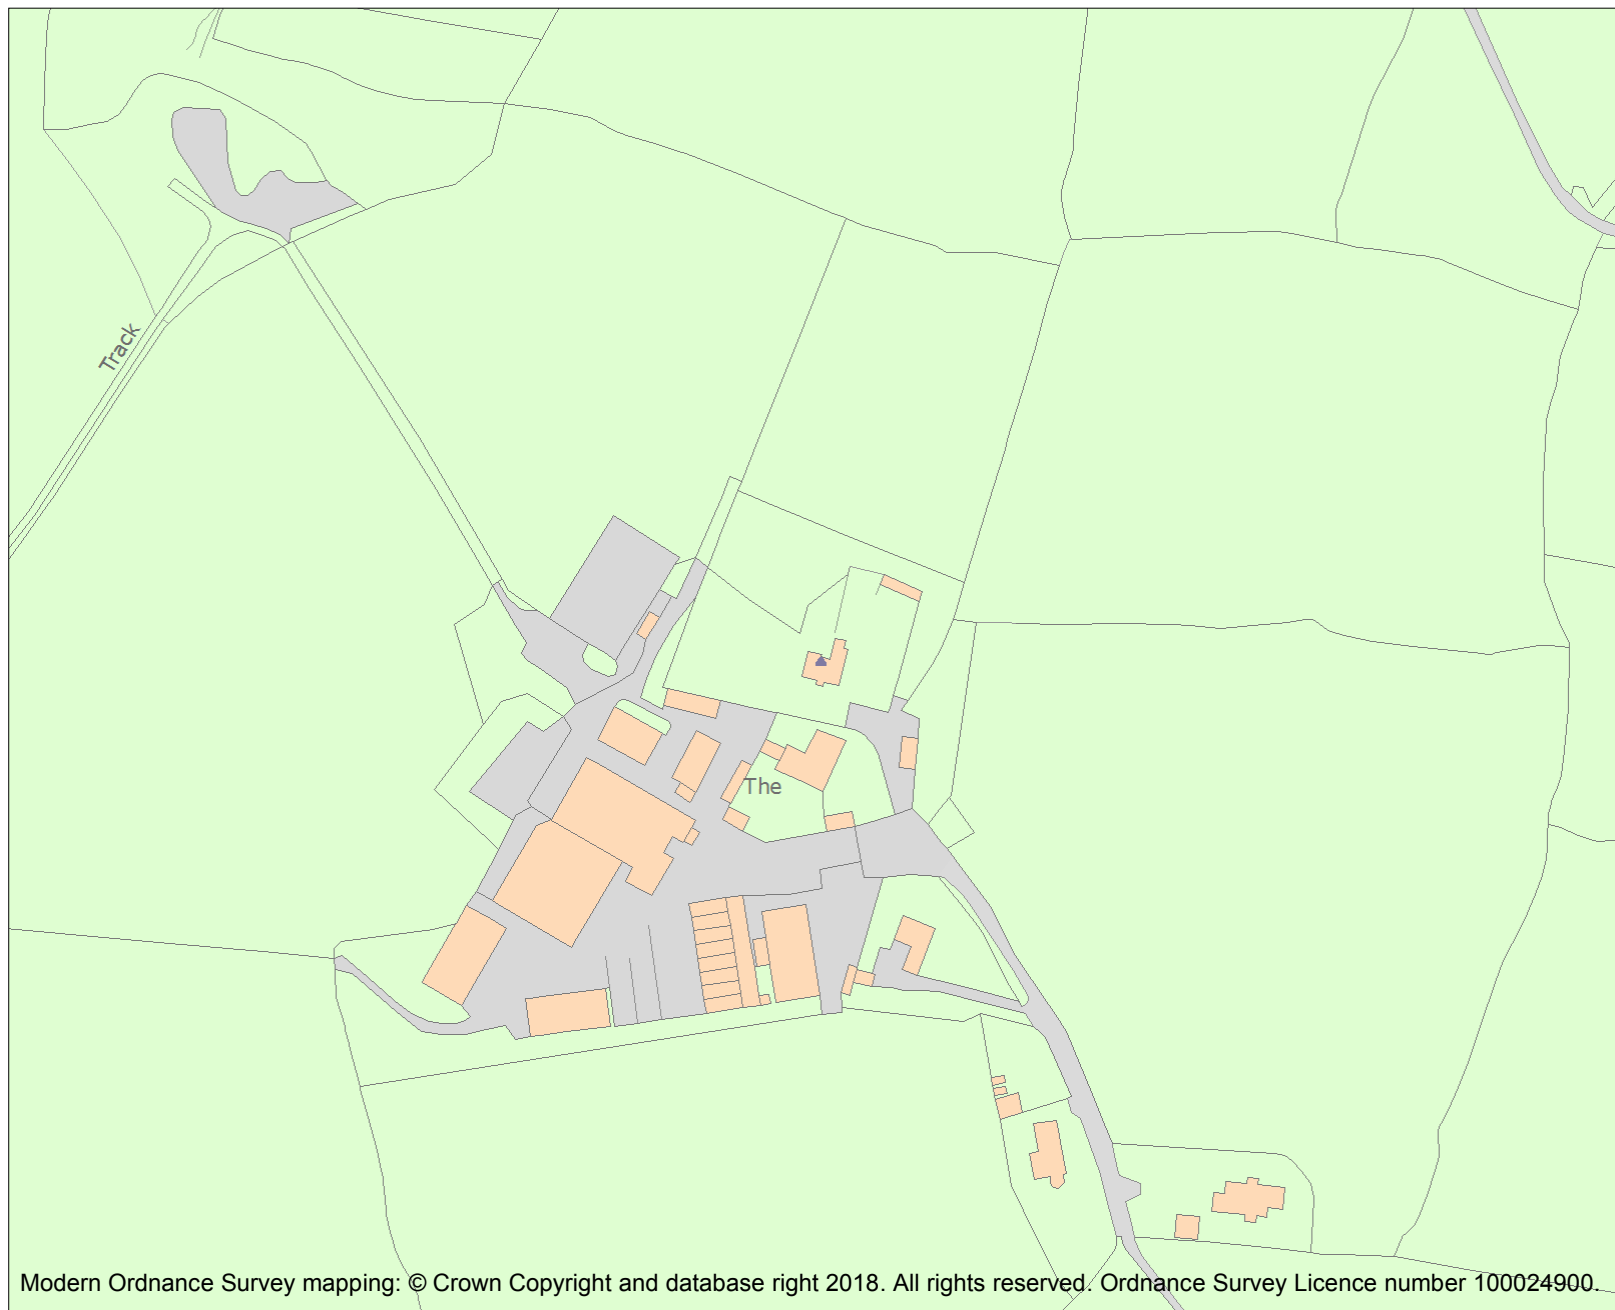 Track
The
Modern Ordnance Survey mapping: © Crown Copyright and database right 2018. All rights reserved. Ordnance Survey Licence number 100024900.